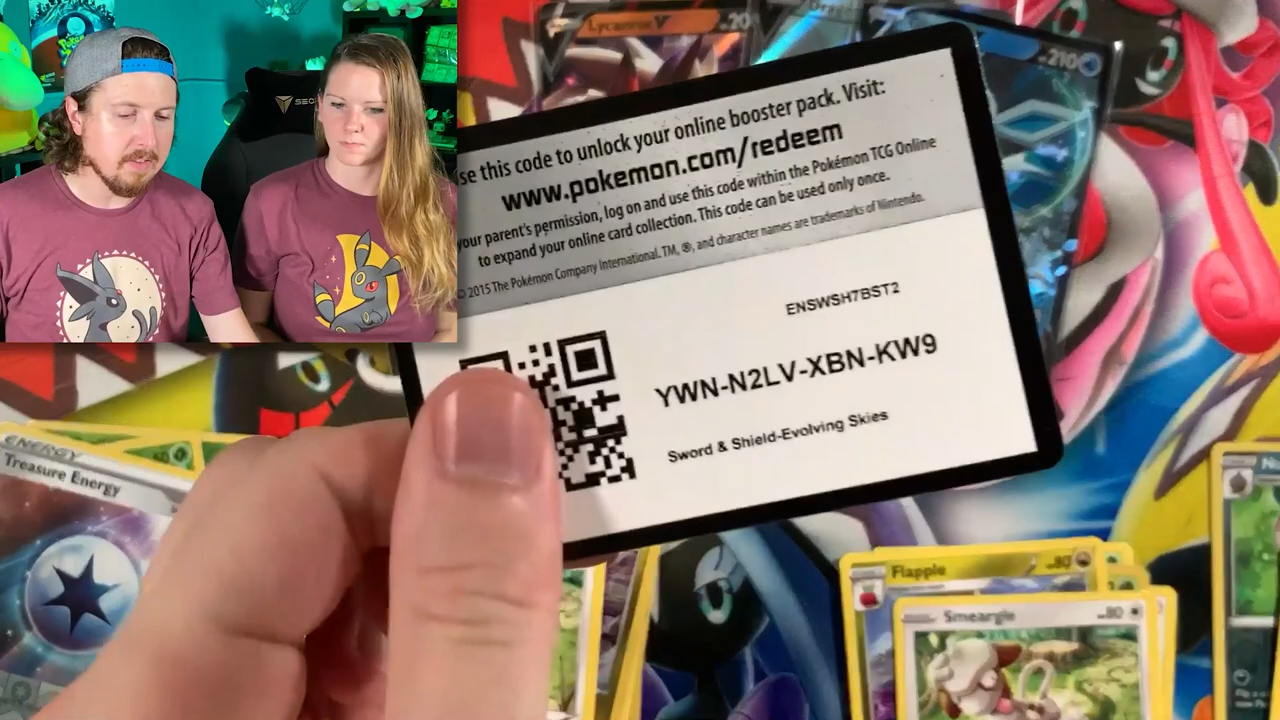 Lycanroc V
210
se this code to unlock your online booster pack. Visit:
www.pokemon.com/redeem
your parent's permission, log on and use this code within the Pokémon TCG Online
to expand your online card collection. This code can be used only once.
© 2015 The Pokémon Company International. TM, ®, and character names are trademarks of Nintendo.
ENSWSH7BST2
YWN-N2LV-XBN-KW9
Sword & Shield-Evolving Skies
ENERGY
Treasure Energy
Flapple
80
Smeargle
80